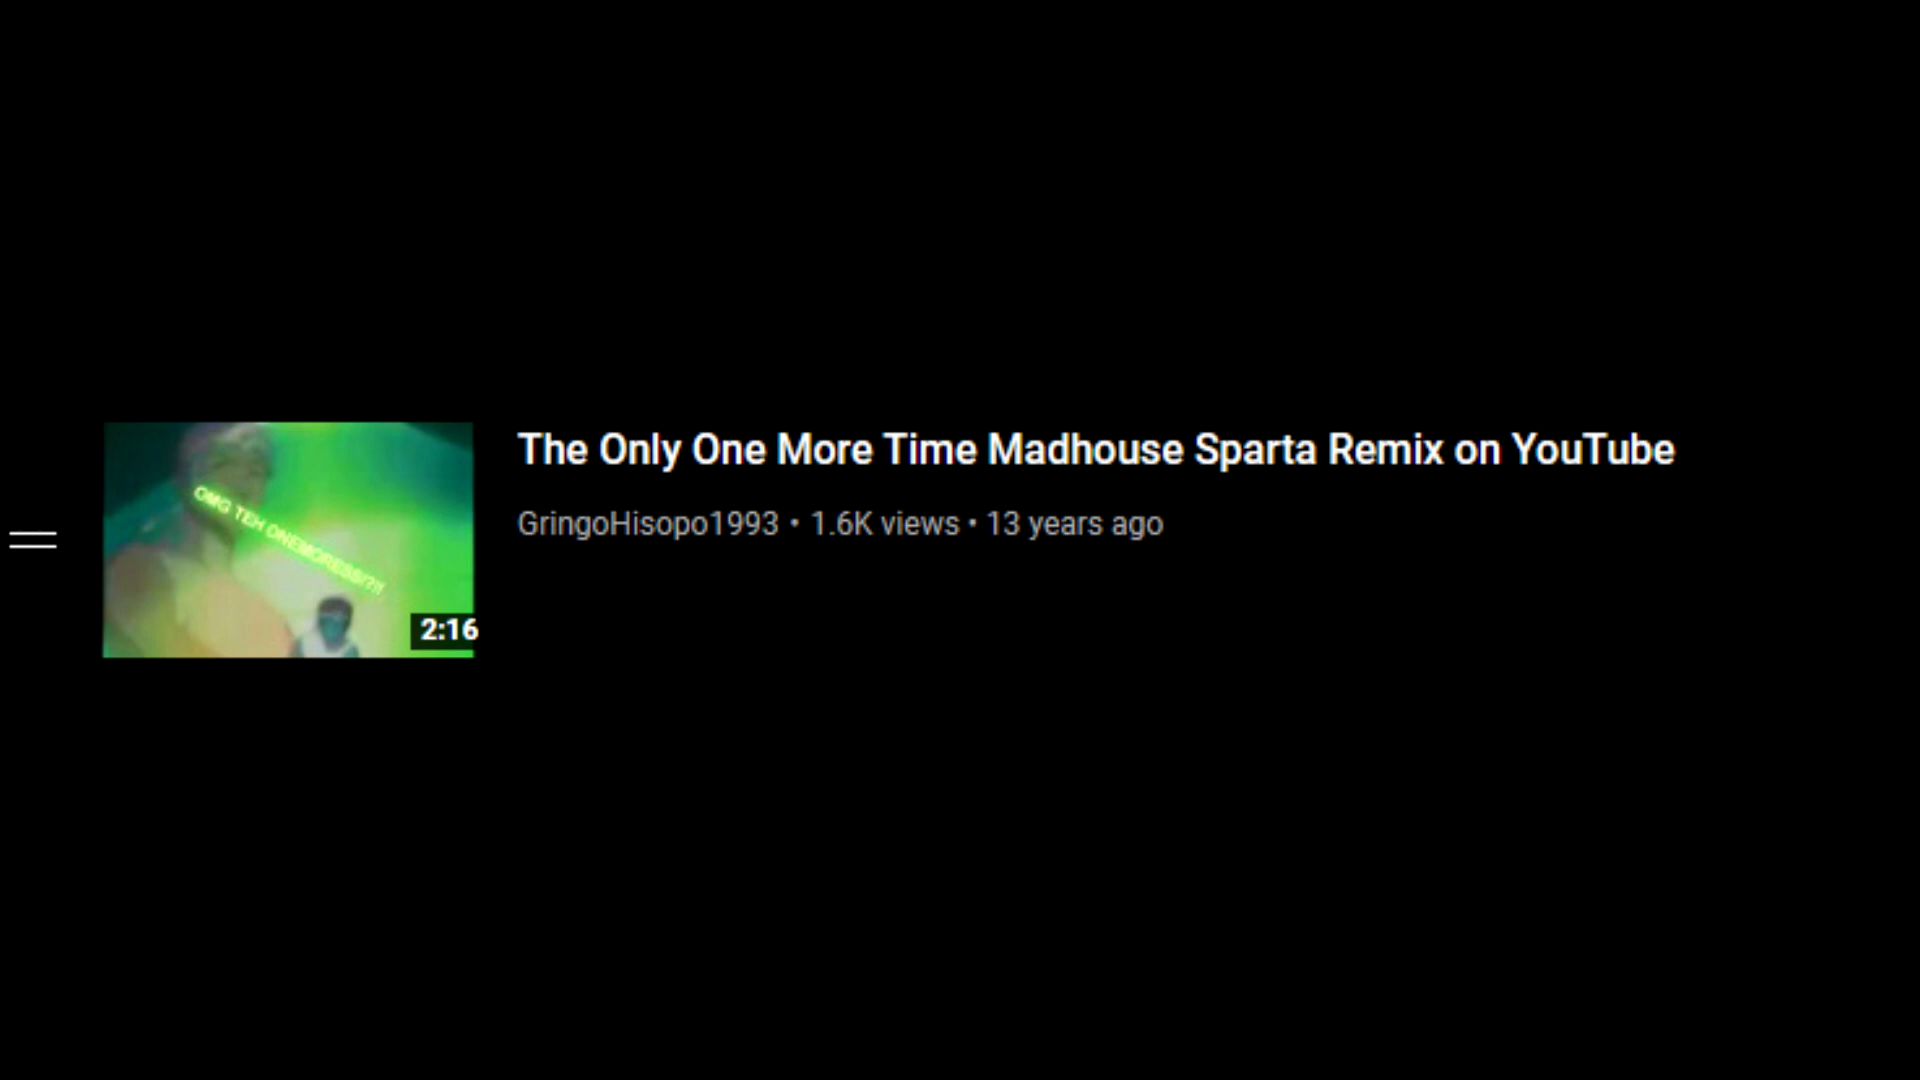 The Only One More Time Madhouse Sparta Remix on YouTube
GringoHisopo1993 • 1.6K views • 13 years ago
OMG TEH ONEMORESS!?!!
2:16